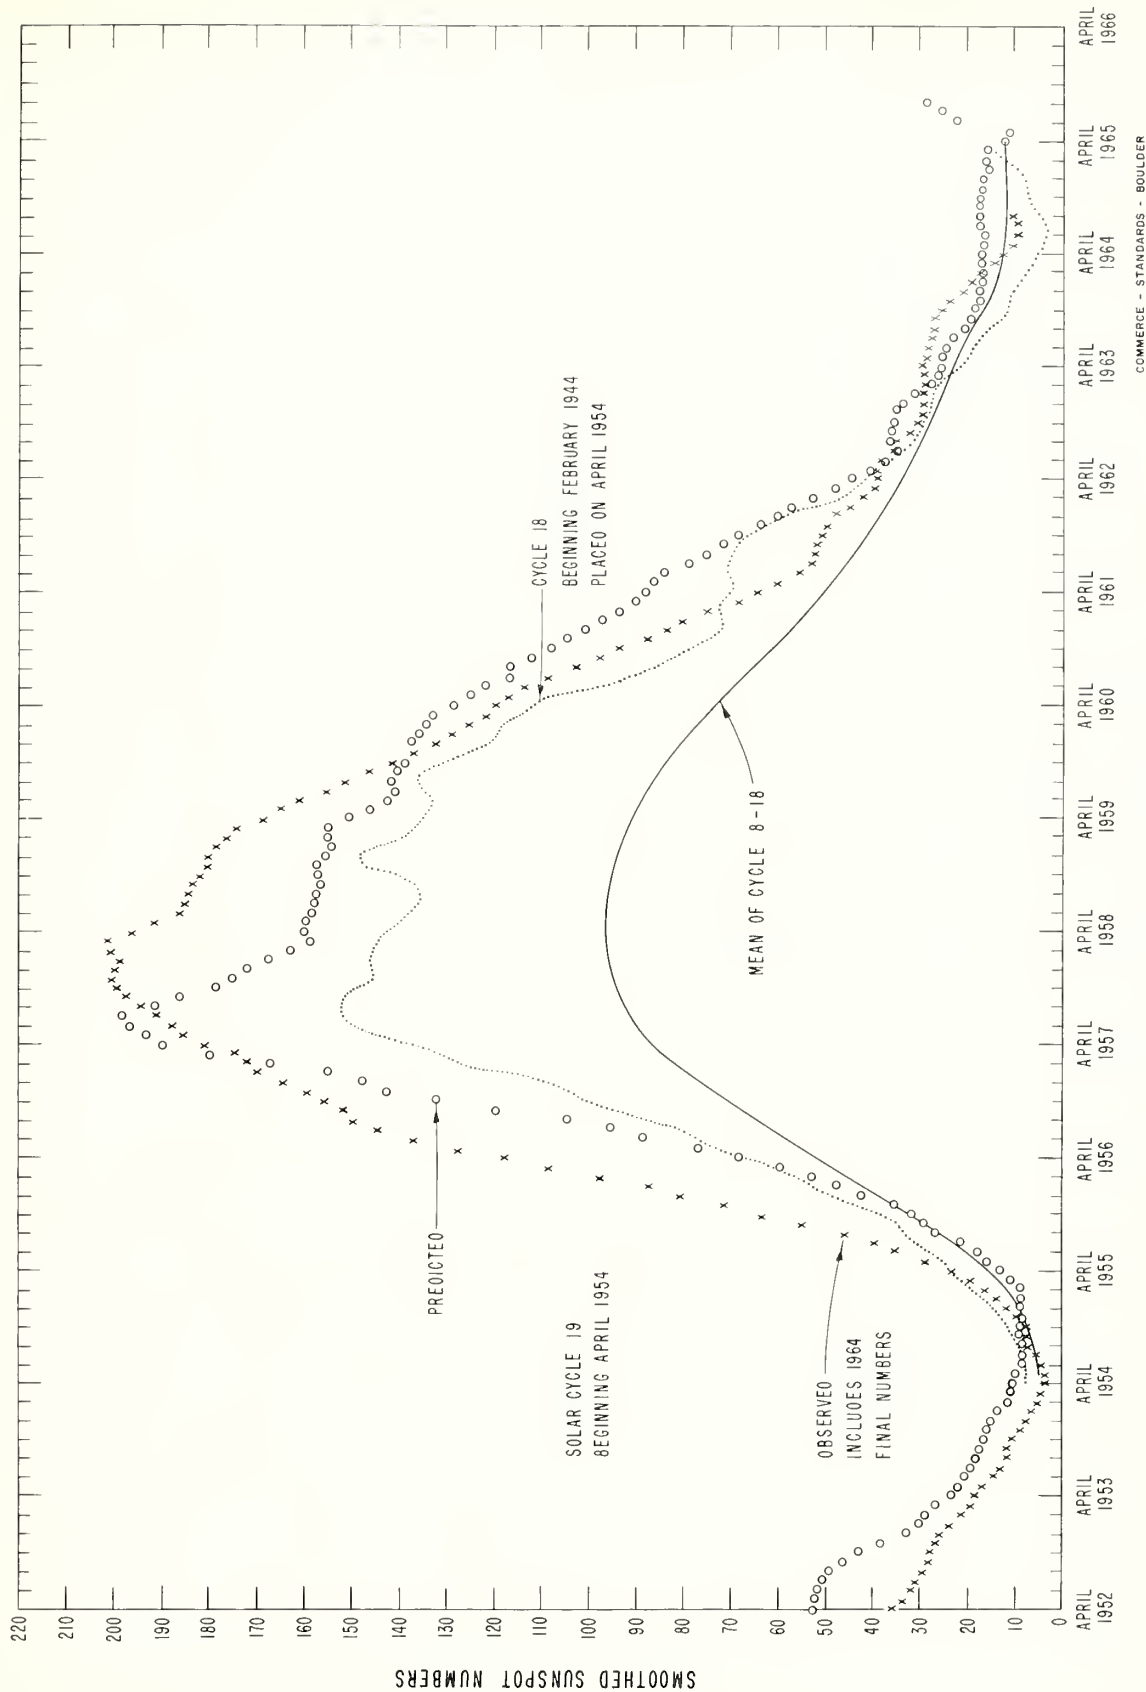 SMOOTHED SUNSPOT NUMBERS
220
210
200
190
180
170
160
150
140
130
120
110
100
90
80
70
60
50
40
30
20
10
0
PREDICTED
SOLAR CYCLE 19
BEGINNING APRIL 1954
OBSERVED
INCLUDES 1964
FINAL NUMBERS
CYCLE 18
BEGINNING FEBRUARY 1944
PLACED ON APRIL 1954
MEAN OF CYCLE 8-18
APRIL
1952
APRIL
1953
APRIL
1954
APRIL
1955
APRIL
1956
APRIL
1957
APRIL
1958
APRIL
1959
APRIL
1960
APRIL
1961
APRIL
1962
APRIL
1963
APRIL
1964
APRIL
1965
APRIL
1966
COMMERCE - STANDARDS - BOULDER